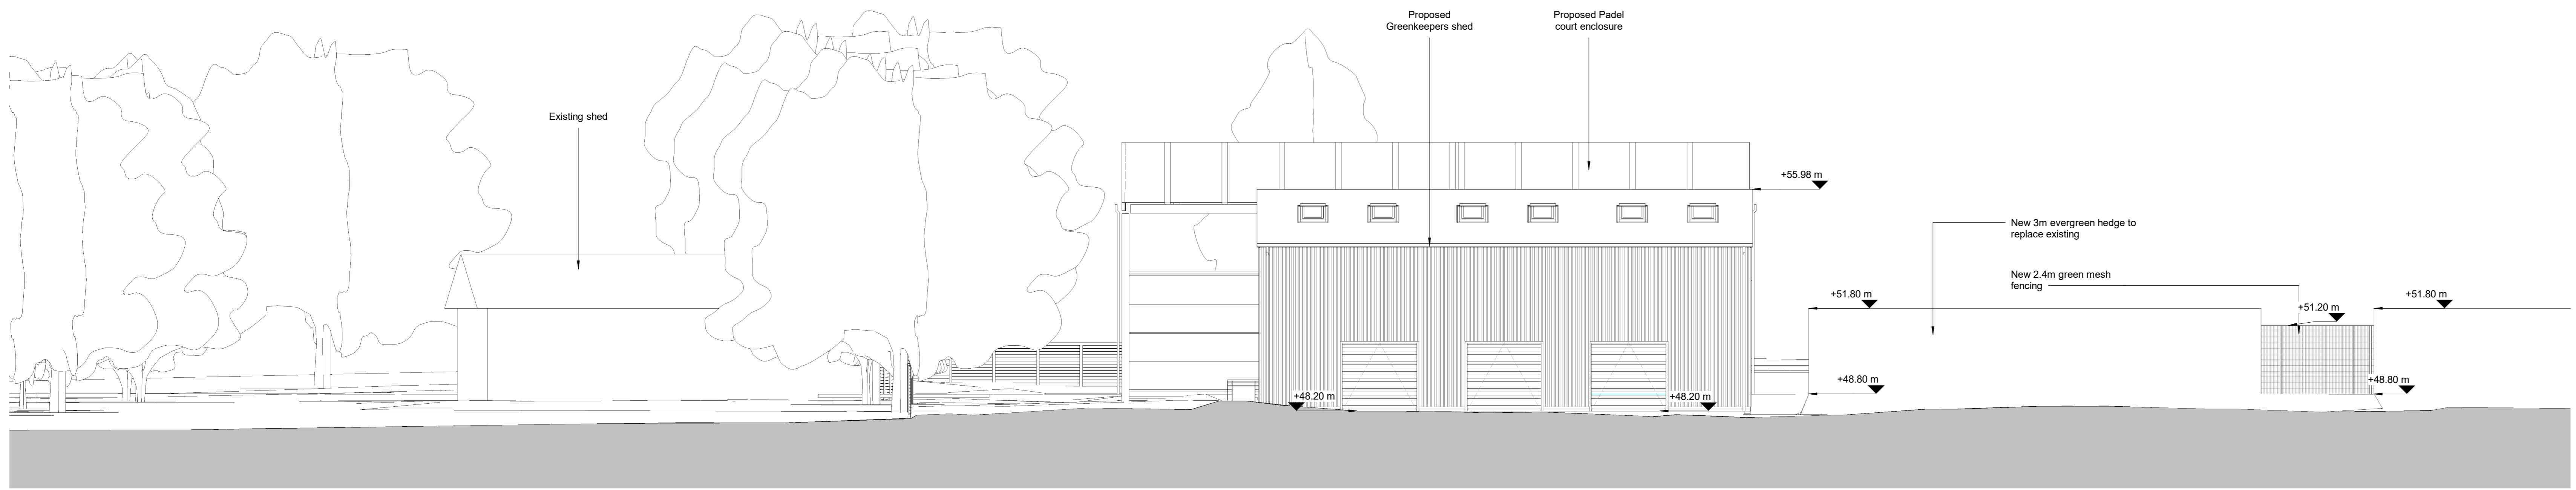 Proposed
Greenkeepers shed
Proposed Padel
court enclosure
Existing shed
+55.98 m
New 3m evergreen hedge to
replace existing
New 2.4m green mesh
fencing
+51.80 m
+51.80 m
+51.20 m
+48.80 m
+48.80 m
+48.20 m
+48.20 m